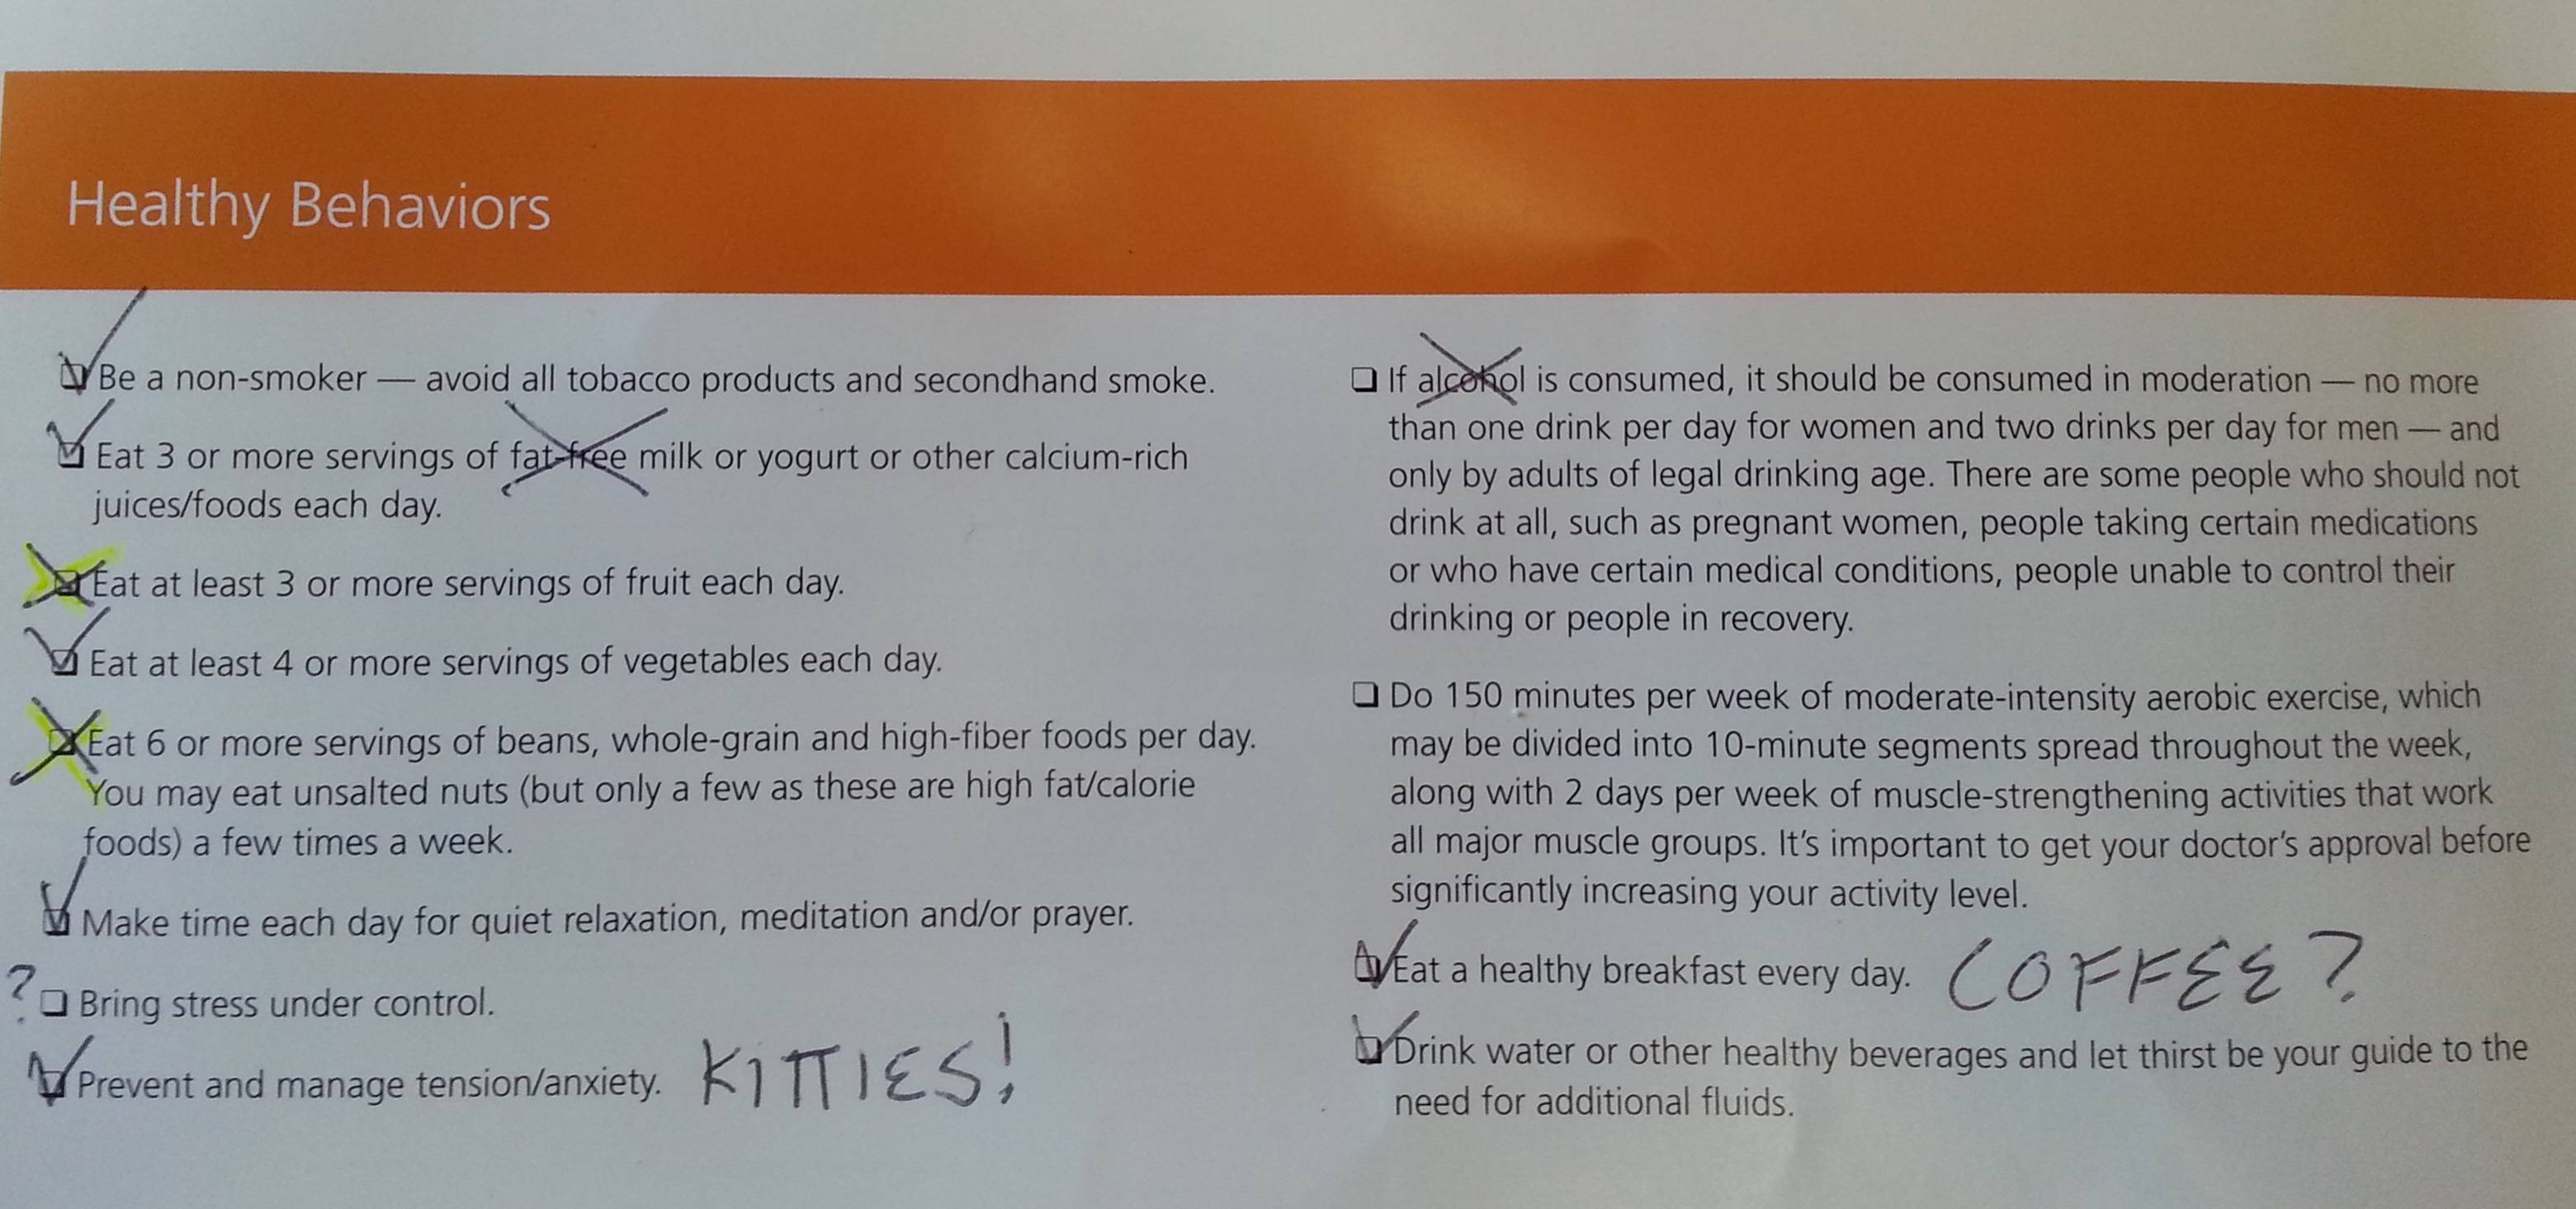 Healthy Behaviors
Be a non-smoker — avoid all tobacco products and secondhand smoke.
Eat 3 or more servings of fat-free milk or yogurt or other calcium-rich
juices/foods each day.
Eat at least 3 or more servings of fruit each day.
Eat at least 4 or more servings of vegetables each day.
Eat 6 or more servings of beans, whole-grain and high-fiber foods per day.
You may eat unsalted nuts (but only a few as these are high fat/calorie
foods) a few times a week.
Make time each day for quiet relaxation, meditation and/or prayer.
? Bring stress under control.
Prevent and manage tension/anxiety. KITTIES!
If alcohol is consumed, it should be consumed in moderation — no more
than one drink per day for women and two drinks per day for men — and
only by adults of legal drinking age. There are some people who should not
drink at all, such as pregnant women, people taking certain medications
or who have certain medical conditions, people unable to control their
drinking or people in recovery.
Do 150 minutes per week of moderate-intensity aerobic exercise, which
may be divided into 10-minute segments spread throughout the week,
along with 2 days per week of muscle-strengthening activities that work
all major muscle groups. It's important to get your doctor's approval before
significantly increasing your activity level.
Eat a healthy breakfast every day. COFFEE?
Drink water or other healthy beverages and let thirst be your guide to the
need for additional fluids.